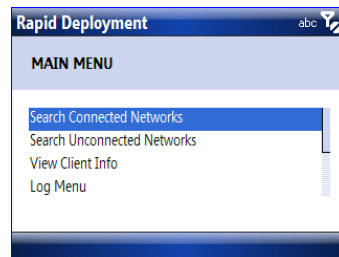 Rapid Deployment abc
MAIN MENU
Search Connected Networks
Search Unconnected Networks
View Client Info
Log Menu